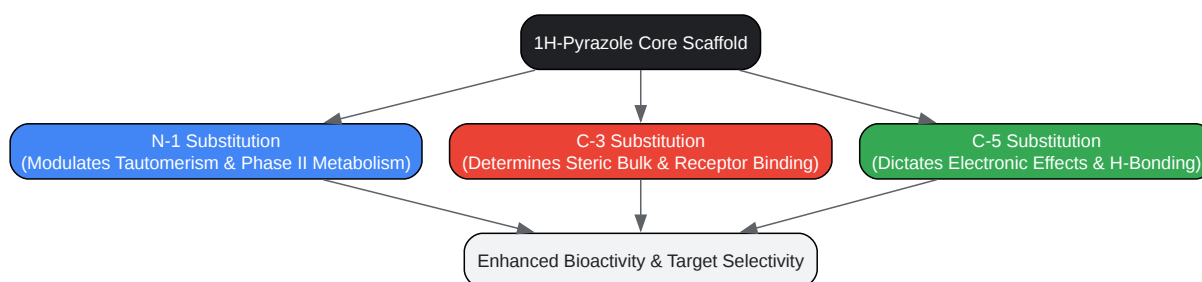 1H-Pyrazole Core Scaffold
N-1 Substitution
(Modulates Tautomerism & Phase II Metabolism)
C-3 Substitution
(Determines Steric Bulk & Receptor Binding)
C-5 Substitution
(Dictates Electronic Effects & H-Bonding)
Enhanced Bioactivity & Target Selectivity